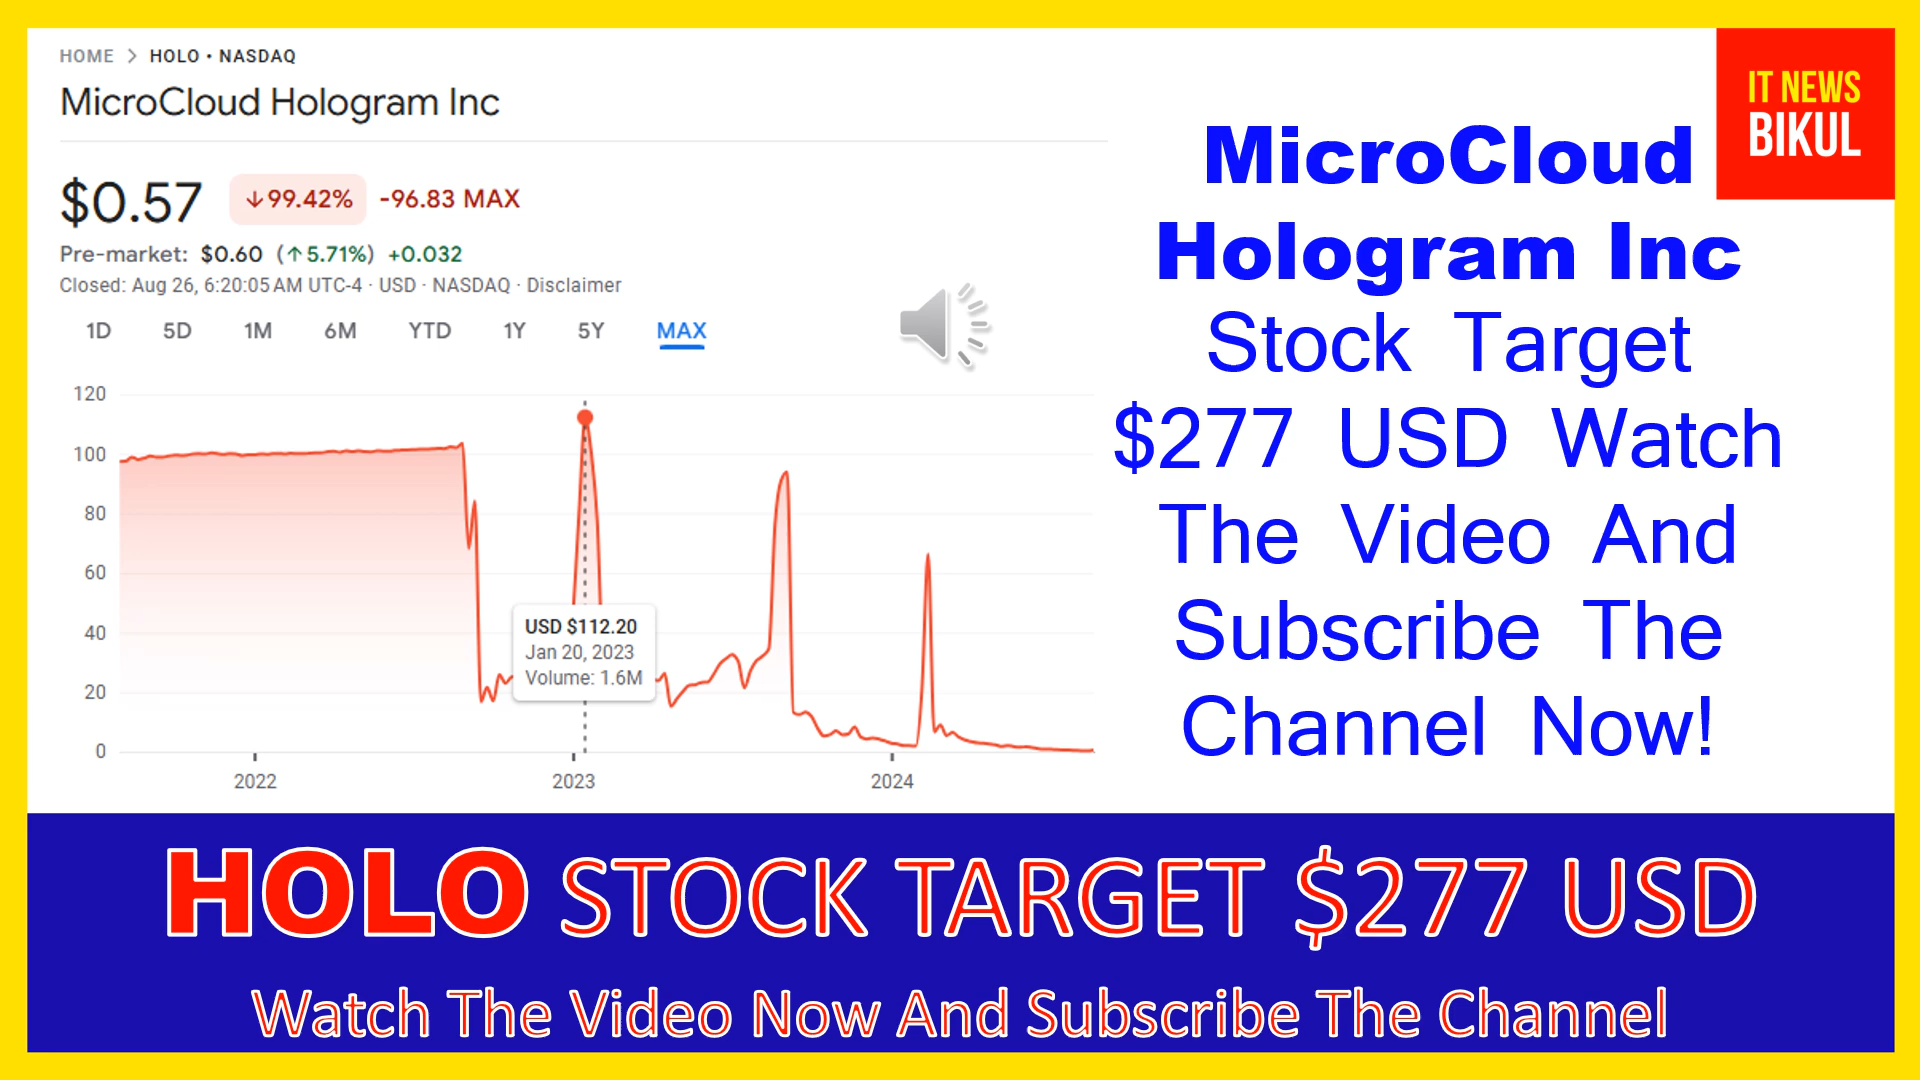 HOME > HOLO • NASDAQ
MicroCloud Hologram Inc
$0.57 ↓99.42% -96.83 MAX
Pre-market: $0.60 (↑5.71%) +0.032
Closed: Aug 26, 6:20:05 AM UTC-4 · USD · NASDAQ · Disclaimer
1D 5D 1M 6M YTD 1Y 5Y MAX
120
100
80
60
40
20
0
USD $112.20
Jan 20, 2023
Volume: 1.6M
2022 2023 2024
IT NEWS
BIKUL
MicroCloud
Hologram Inc
Stock Target
$277 USD Watch
The Video And
Subscribe The
Channel Now!
HOLO STOCK TARGET $277 USD
Watch The Video Now And Subscribe The Channel